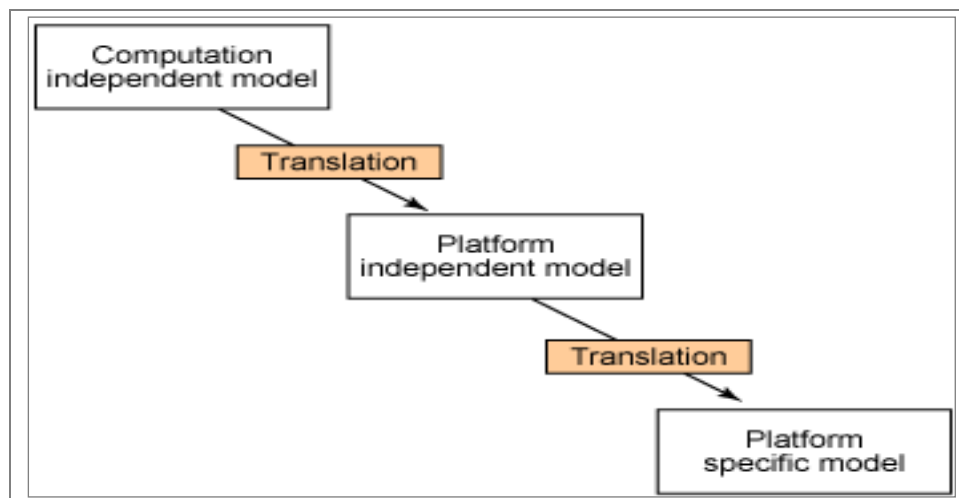 Computation
independent model
Translation
Platform
independent model
Translation
Platform
specific model